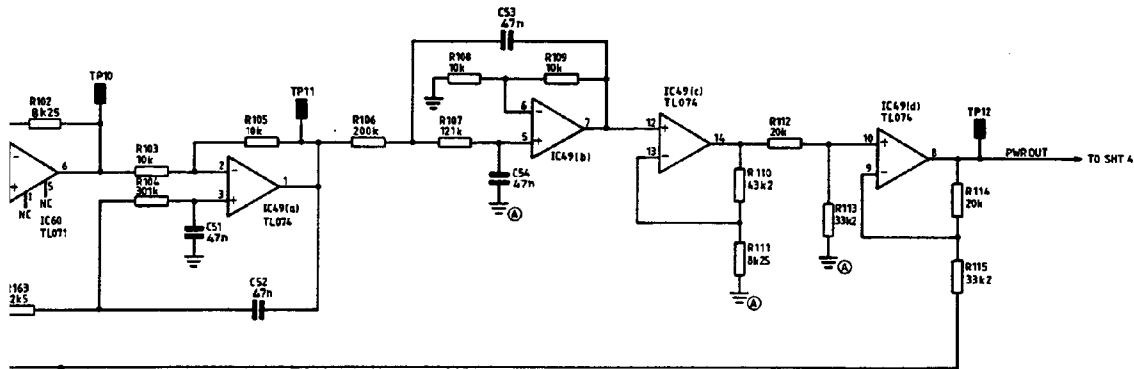 C53
47n
R108
10k
R109
10k
TP10
TP11
R102
8k25
R105
10k
R106
200k
R107
121k
6
5
7
IC49(b)
IC49(c)
TL074
12
13
14
R112
20k
IC49(d)
TL074
TP12
10
9
8
PWROUT
TO SHT 4
6
R103
10k
R104
301k
2
3
1
IC49(a)
TL074
1
5
NC
NC
IC60
TL071
C51
47n
C54
47n
A
R110
43k2
R111
8k25
A
R113
33k2
A
R114
20k
R115
33k2
R163
2k5
C52
47n